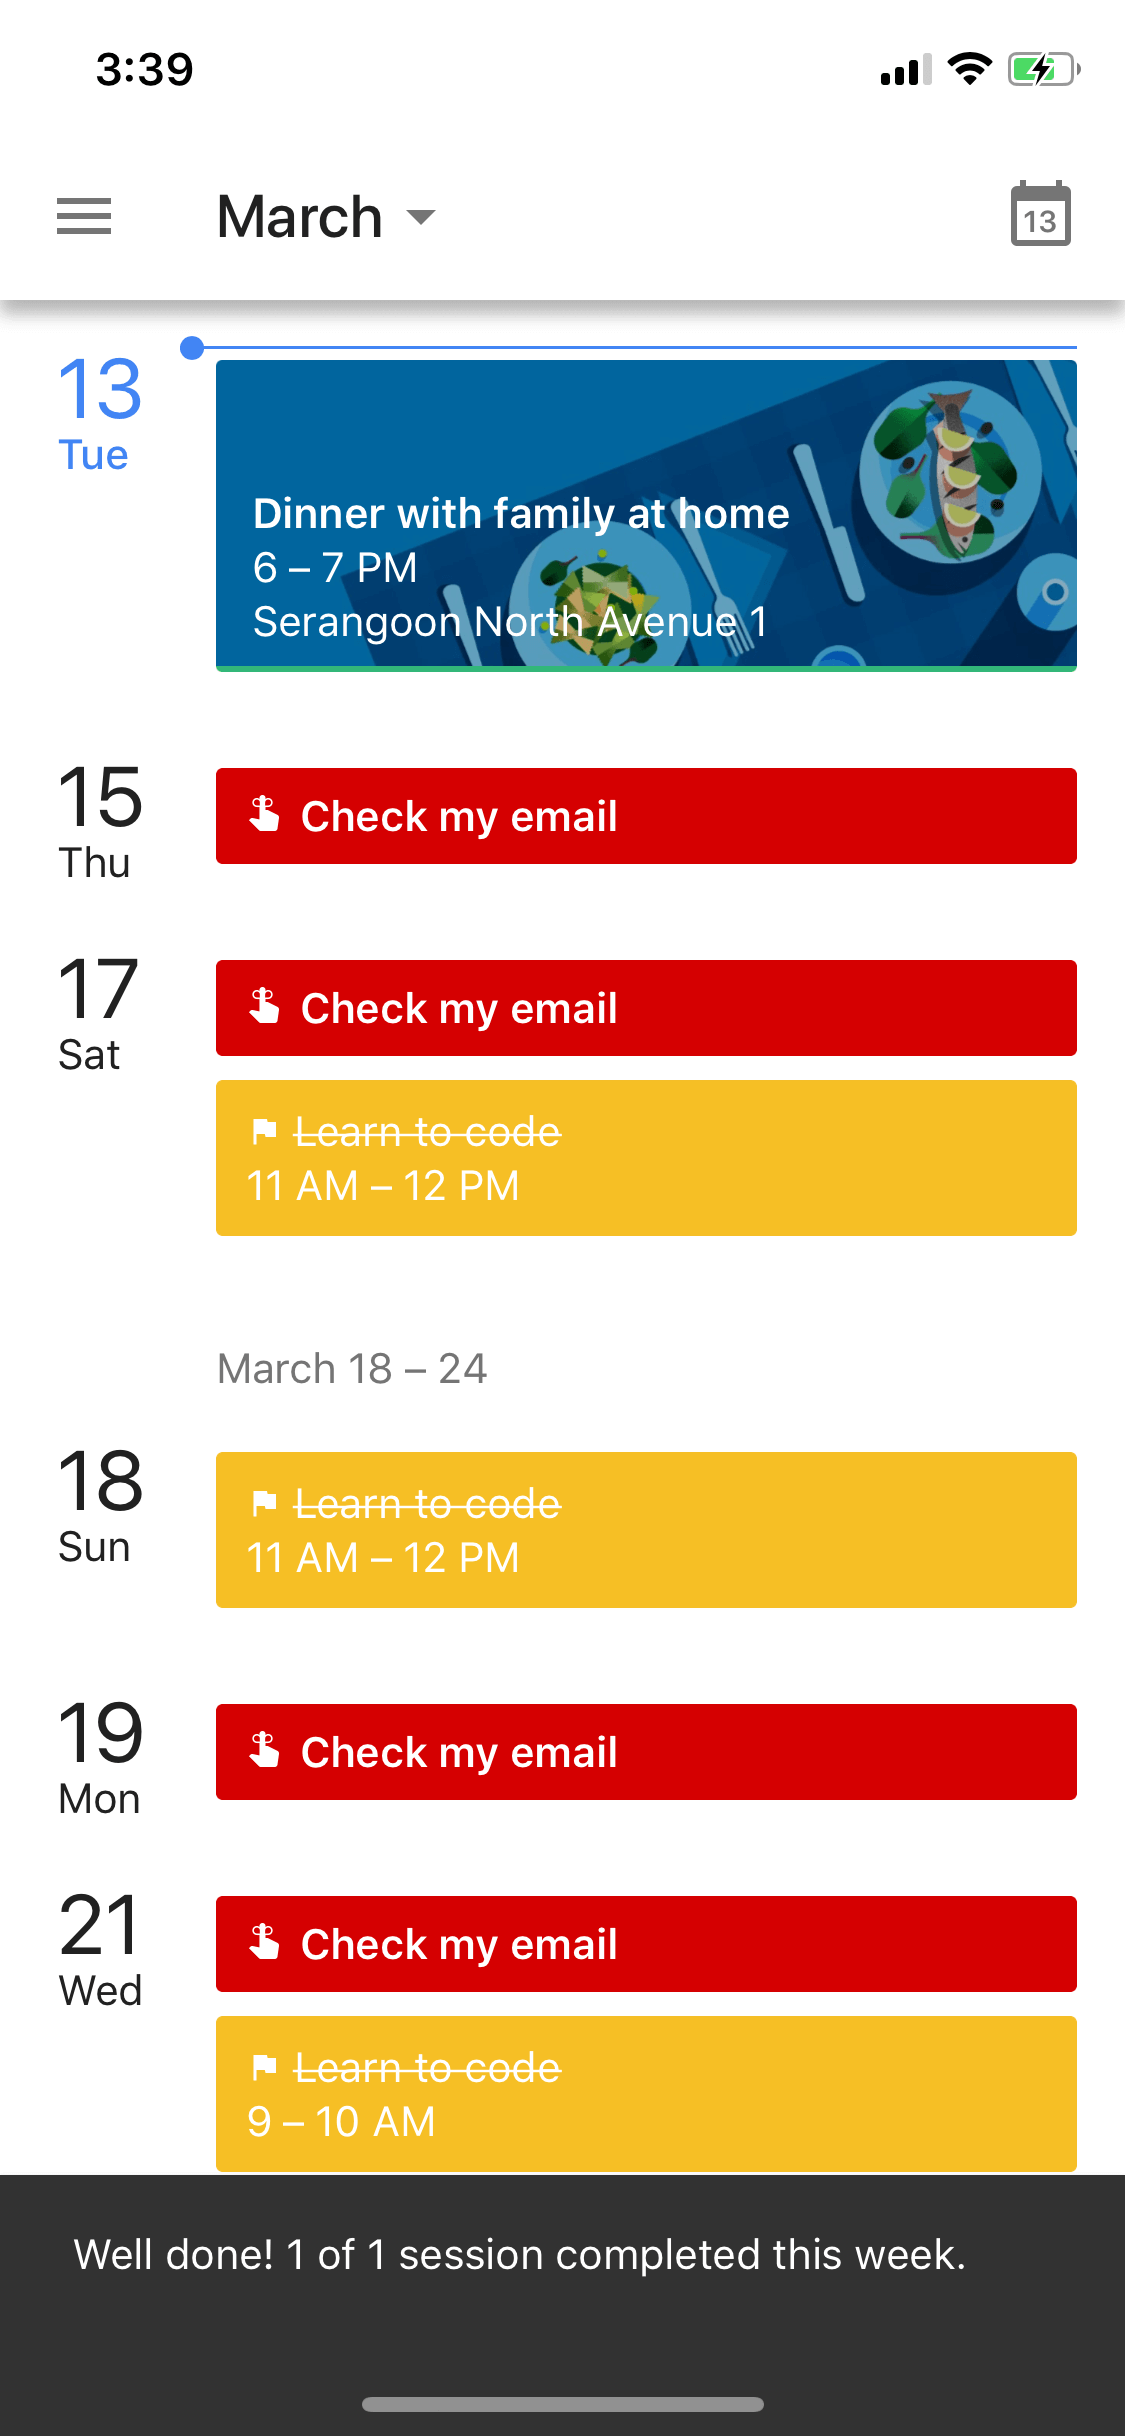 3:39
March
13
13
Tue
Dinner with family at home
6 – 7 PM
Serangoon North Avenue 1
15
Thu
Check my email
17
Sat
Check my email
Learn to code
11 AM – 12 PM
March 18 – 24
18
Sun
Learn to code
11 AM – 12 PM
19
Mon
Check my email
21
Wed
Check my email
Learn to code
9 – 10 AM
Well done! 1 of 1 session completed this week.